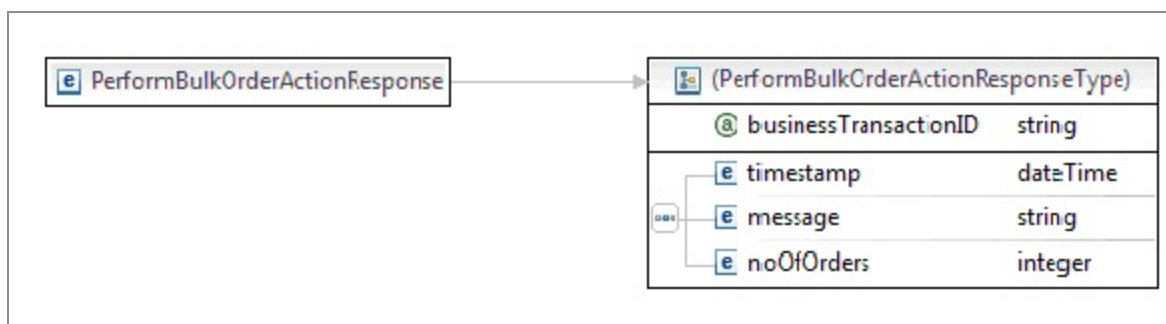 e PerformBulkOrderActionResponse
(PerformBulkOrderActionResponseType)
@ businessTransactionID string
e timestamp dateTime
e message string
e noOfOrders integer